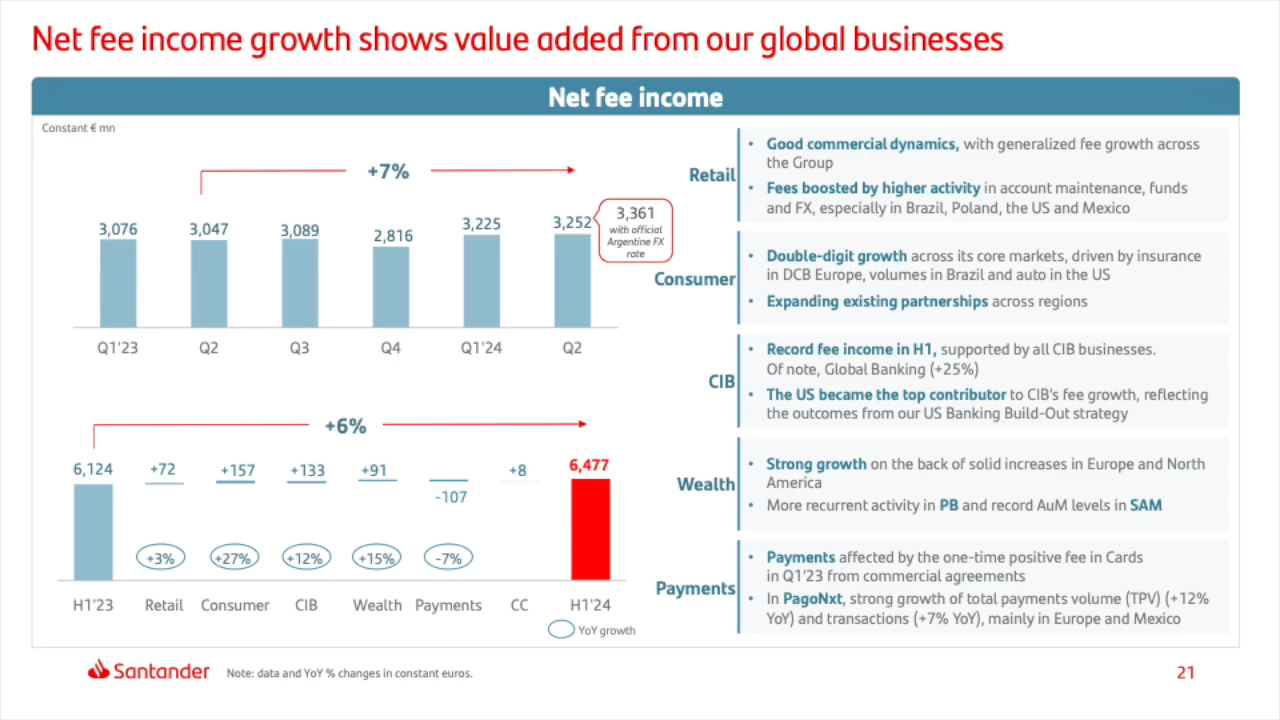 Net fee income growth shows value added from our global businesses
Net fee income
Constant € mn
+7%
3,076
3,047
3,089
2,816
3,225
3,252
3,361
with official
Argentine FX
rate
Q1'23
Q2
Q3
Q4
Q1'24
Q2
+6%
6,124
+72
+157
+133
+91
-107
+8
6,477
+3%
+27%
+12%
+15%
-7%
H1'23
Retail
Consumer
CIB
Wealth
Payments
CC
H1'24
YoY growth
Retail
• Good commercial dynamics, with generalized fee growth across
the Group
• Fees boosted by higher activity in account maintenance, funds
and FX, especially in Brazil, Poland, the US and Mexico
Consumer
• Double-digit growth across its core markets, driven by insurance
in DCB Europe, volumes in Brazil and auto in the US
• Expanding existing partnerships across regions
CIB
• Record fee income in H1, supported by all CIB businesses.
Of note, Global Banking (+25%)
• The US became the top contributor to CIB's fee growth, reflecting
the outcomes from our US Banking Build-Out strategy
Wealth
• Strong growth on the back of solid increases in Europe and North
America
• More recurrent activity in PB and record AuM levels in SAM
Payments
• Payments affected by the one-time positive fee in Cards
in Q1'23 from commercial agreements
• In PagoNxt, strong growth of total payments volume (TPV) (+12%
YoY) and transactions (+7% YoY), mainly in Europe and Mexico
Santander
Note: data and YoY % changes in constant euros.
21